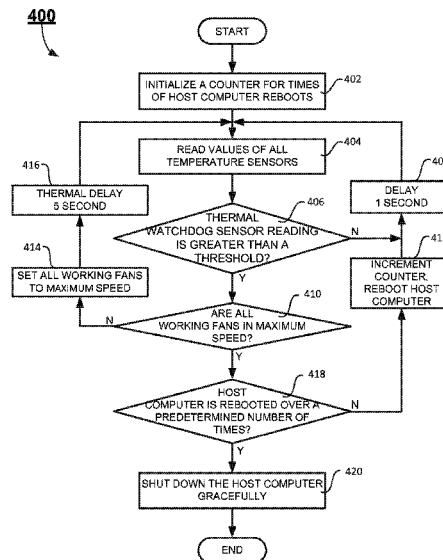 400
START
INITIALIZE A COUNTER FOR TIMES
OF HOST COMPUTER REBOOTS
402
READ VALUES OF ALL
TEMPERATURE SENSORS
404
416
THERMAL DELAY
5 SECOND
40
DELAY
1 SECOND
THERMAL
WATCHDOG SENSOR READING
IS GREATER THAN A
THRESHOLD?
406
N
Y
414
SET ALL WORKING FANS
TO MAXIMUM SPEED
41
INCREMENT
COUNTER,
REBOOT HOST
COMPUTER
ARE ALL
WORKING FANS IN MAXIMUM
SPEED?
410
N
Y
HOST
COMPUTER IS REBOOTED OVER A
PREDETERMINED NUMBER OF
TIMES?
418
N
Y
SHUT DOWN THE HOST COMPUTER
GRACEFULLY
420
END